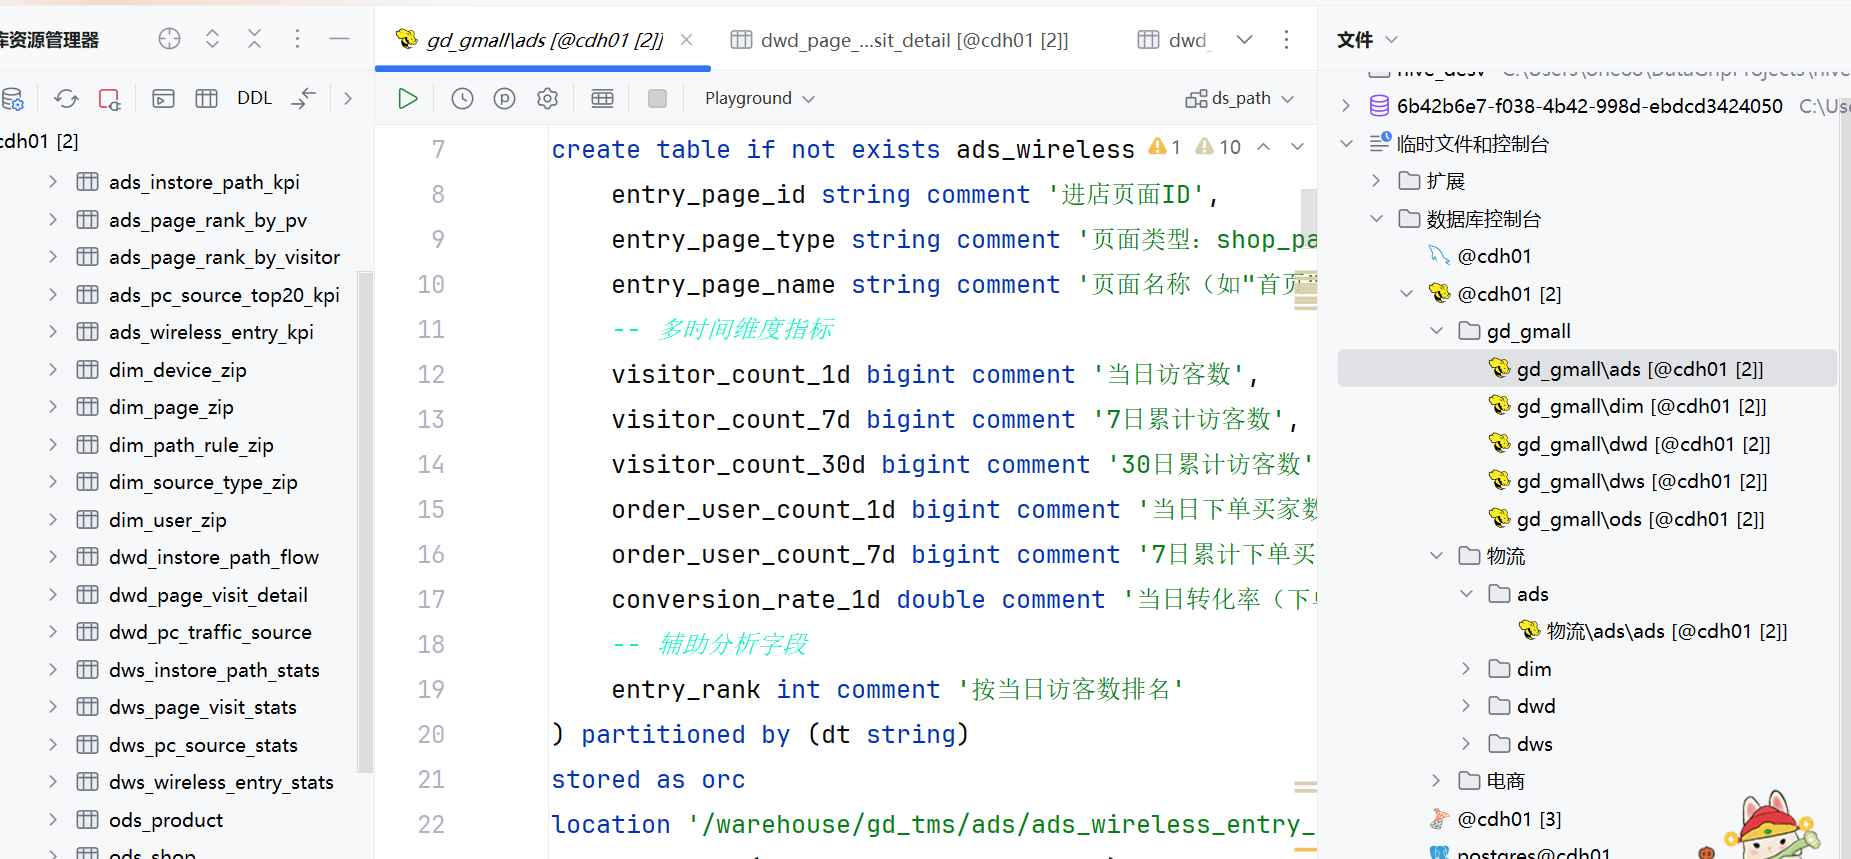 库资源管理器
DDL
cdh01 [2]
ads_instore_path_kpi
ads_page_rank_by_pv
ads_page_rank_by_visitor
ads_pc_source_top20_kpi
ads_wireless_entry_kpi
dim_device_zip
dim_page_zip
dim_path_rule_zip
dim_source_type_zip
dim_user_zip
dwd_instore_path_flow
dwd_page_visit_detail
dwd_pc_traffic_source
dws_instore_path_stats
dws_page_visit_stats
dws_pc_source_stats
dws_wireless_entry_stats
ods_product
ods_shop
gd_gmall\ads [@cdh01 [2]]
dwd_page_...sit_detail [@cdh01 [2]]
dwd_
Playground
ds_path
1 10
7 create table if not exists ads_wireless
8 entry_page_id string comment '进店页面ID',
9 entry_page_type string comment '页面类型：shop_pa
10 entry_page_name string comment '页面名称（如"首页"
11 -- 多时间维度指标
12 visitor_count_1d bigint comment '当日访客数',
13 visitor_count_7d bigint comment '7日累计访客数',
14 visitor_count_30d bigint comment '30日累计访客数'
15 order_user_count_1d bigint comment '当日下单买家数
16 order_user_count_7d bigint comment '7日累计下单买
17 conversion_rate_1d double comment '当日转化率（下单
18 -- 辅助分析字段
19 entry_rank int comment '按当日访客数排名'
20 ) partitioned by (dt string)
21 stored as orc
22 location '/warehouse/gd_tms/ads/ads_wireless_entry_
文件
6b42b6e7-f038-4b42-998d-ebdcd3424050 C:\Use
临时文件和控制台
扩展
数据库控制台
@cdh01
@cdh01 [2]
gd_gmall
gd_gmall\ads [@cdh01 [2]]
gd_gmall\dim [@cdh01 [2]]
gd_gmall\dwd [@cdh01 [2]]
gd_gmall\dws [@cdh01 [2]]
gd_gmall\ods [@cdh01 [2]]
物流
ads
物流\ads\ads [@cdh01 [2]]
dim
dwd
dws
电商
@cdh01 [3]
postgres@cdh01